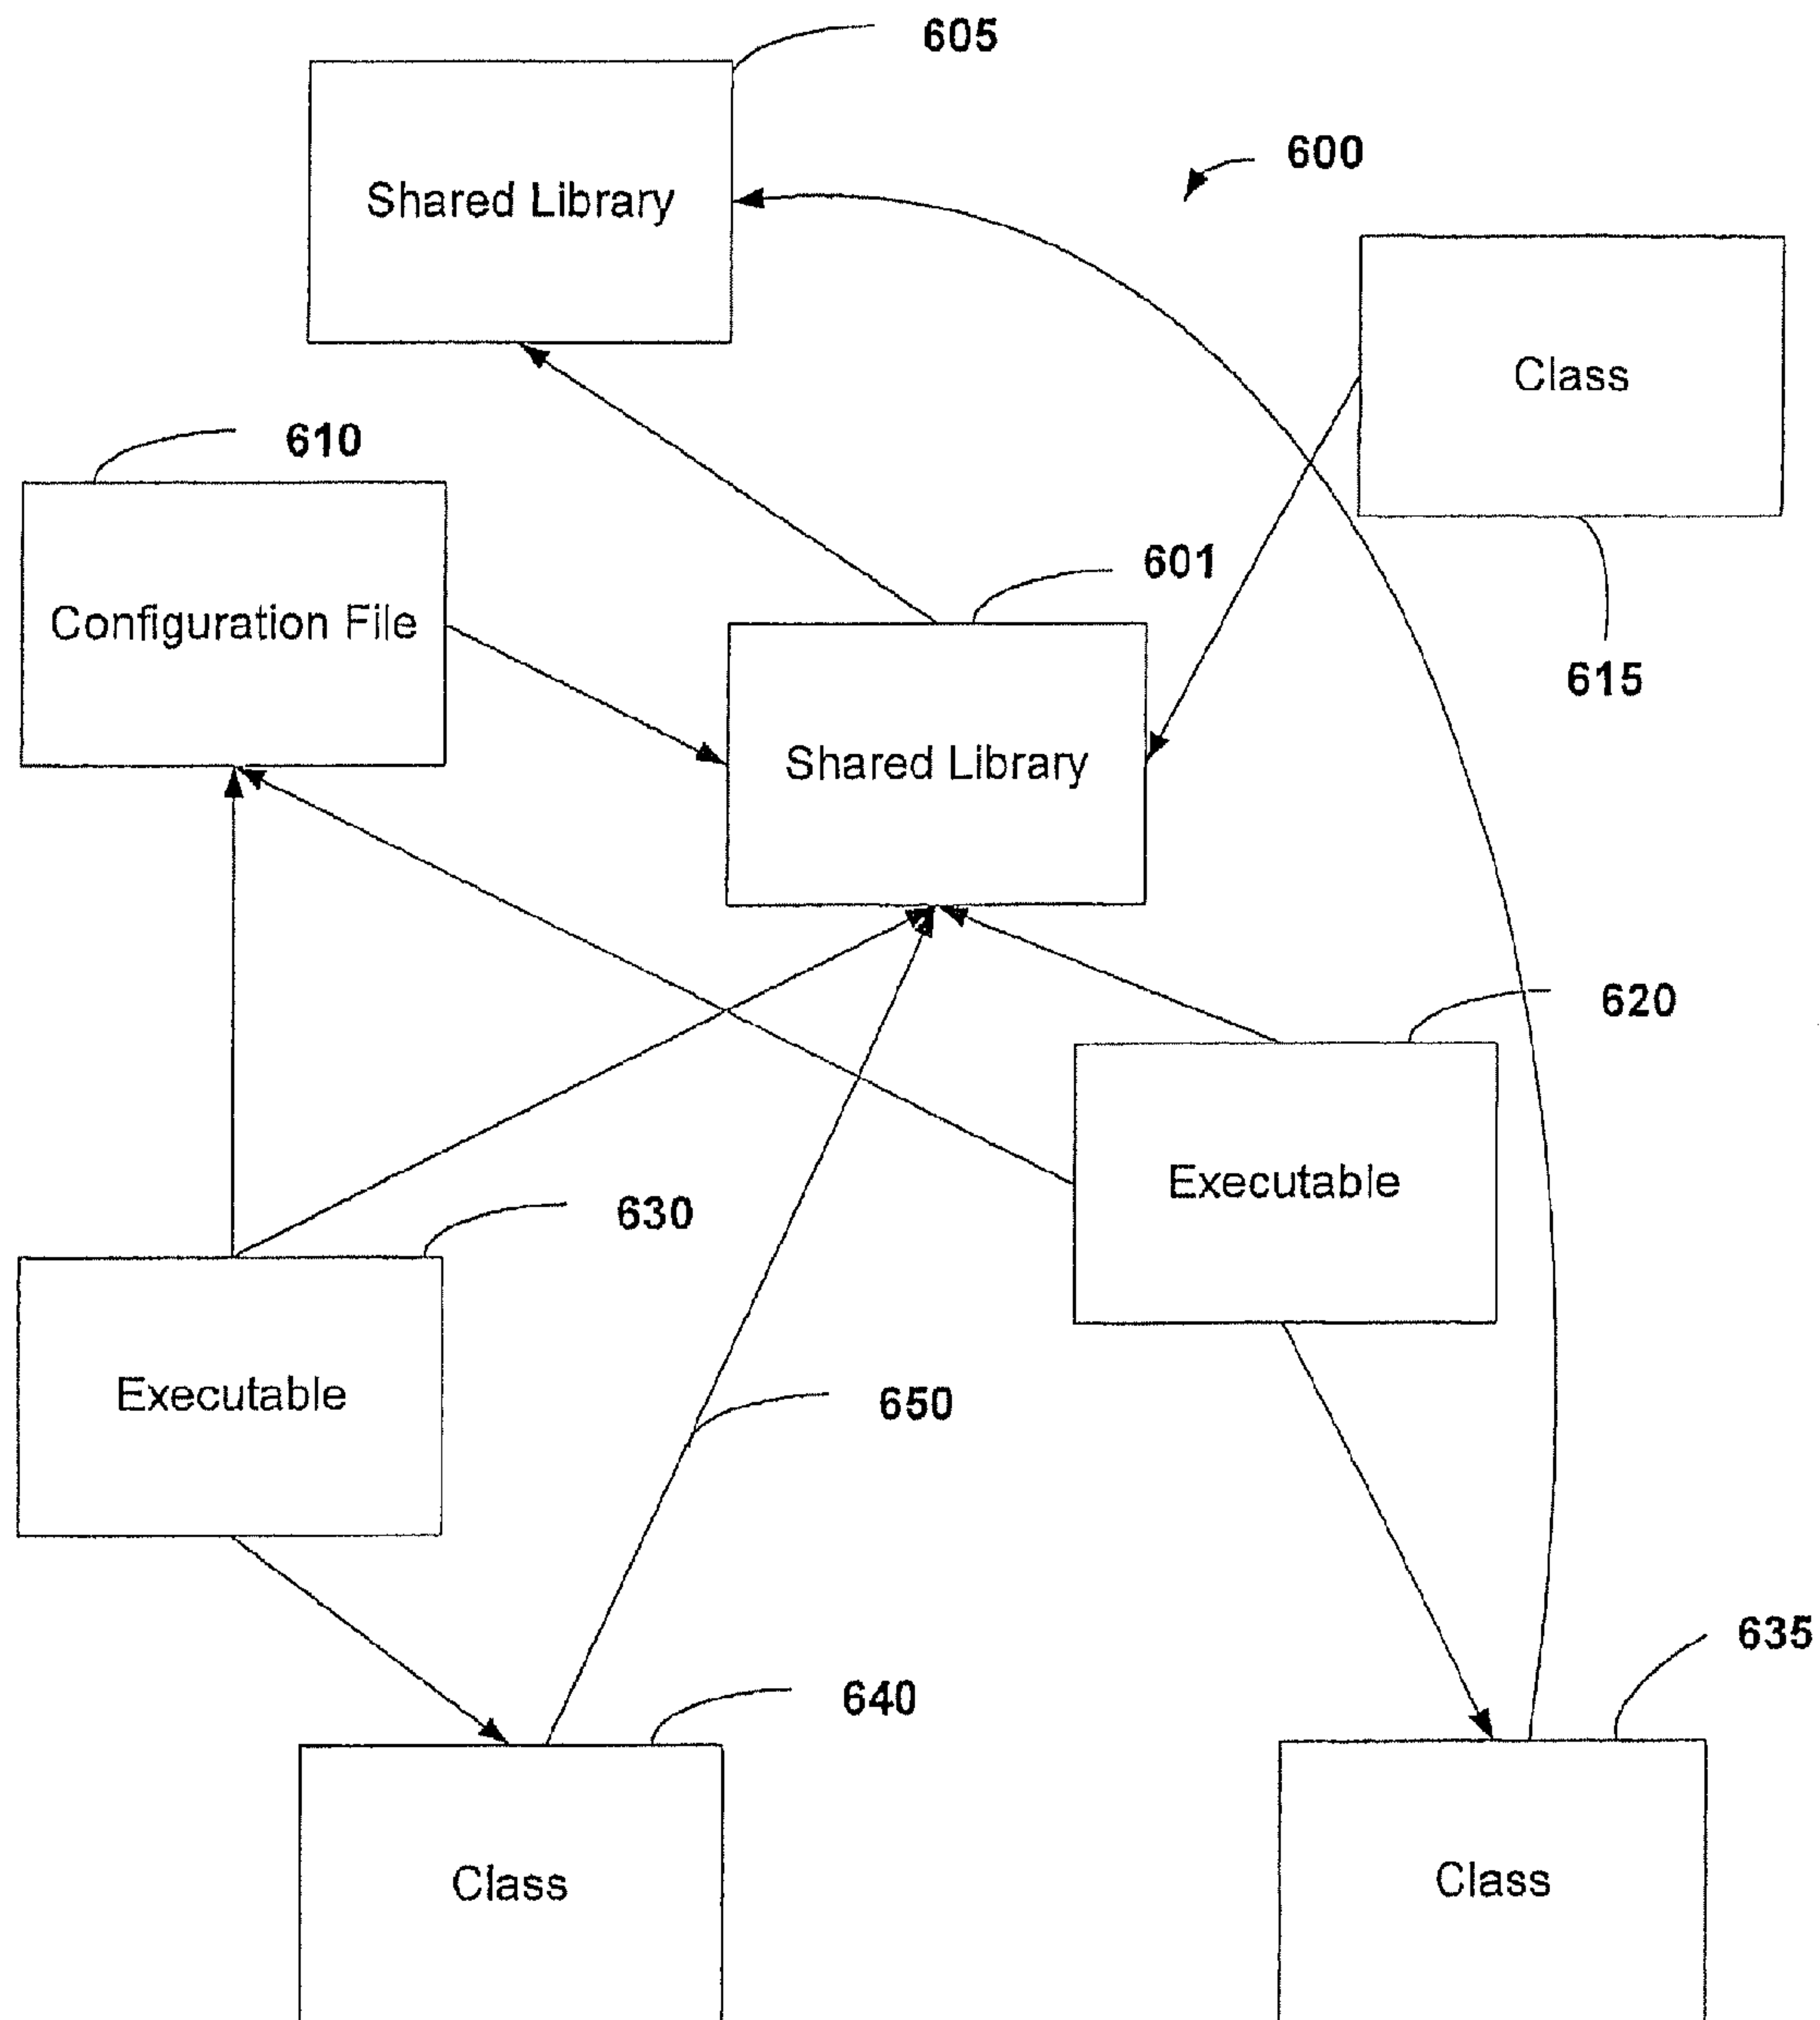 605
600
Shared Library
Class
610
601
Configuration File
615
Shared Library
620
Executable
630
Executable
650
635
640
Class
Class